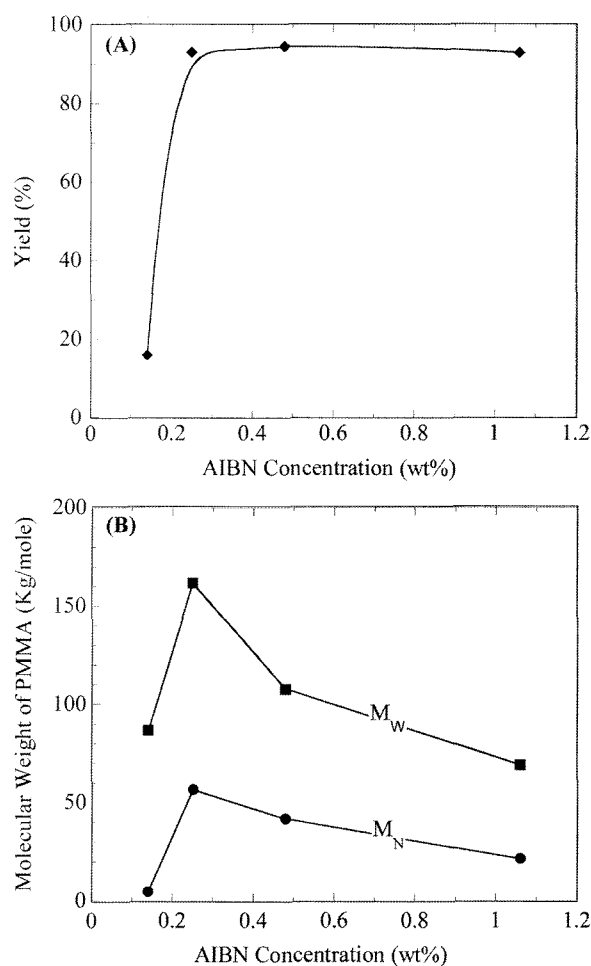 (A)
100
80
60
40
20
0
Yield (%)
0 0.2 0.4 0.6 0.8 1 1.2
AIBN Concentration (wt%)
(B)
200
150
100
50
0
Molecular Weight of PMMA (Kg/mole)
M_W
M_N
0 0.2 0.4 0.6 0.8 1 1.2
AIBN Concentration (wt%)